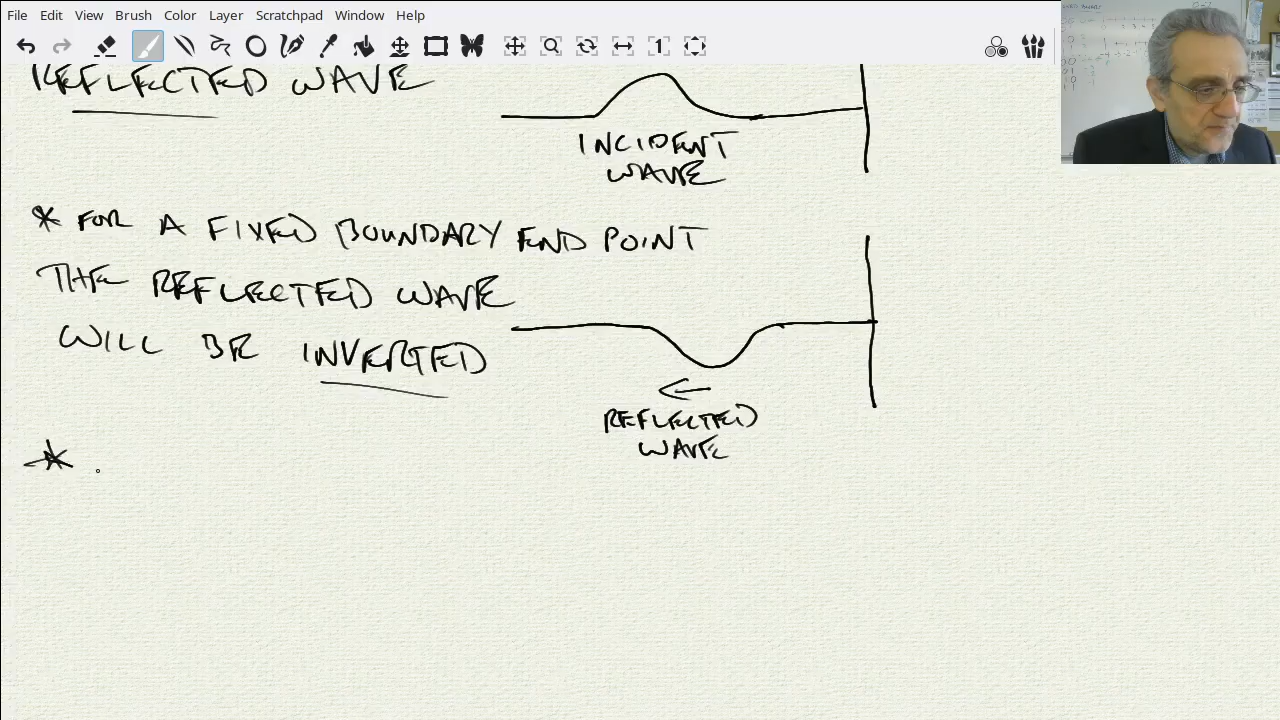 File Edit View Brush Color Layer Scratchpad Window Help
REFLECTED WAVE
INCIDENT
WAVE
* FOR A FIXED BOUNDARY END POINT
THE REFLECTED WAVE
WILL BE INVERTED
REFLECTED
WAVE
*